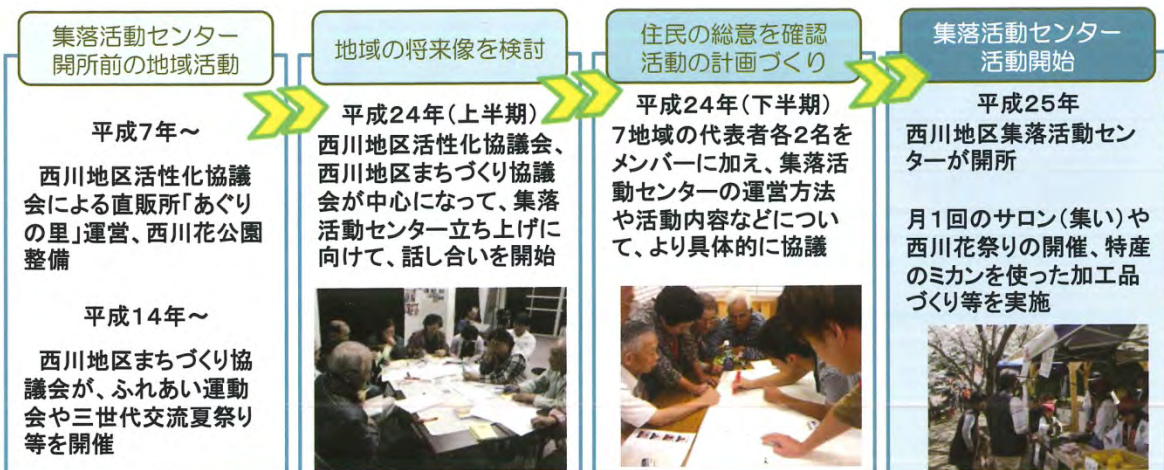 集落活動センター
開所前の地域活動
平成7年~
西川地区活性化協議
会による直販所「あぐり
の里」運営、西川花公園
整備
平成14年~
西川地区まちづくり協
議会が、ふれあい運動
会や三世代交流夏祭り
等を開催
地域の将来像を検討
平成24年(上半期)
西川地区活性化協議会、
西川地区まちづくり協議
会が中心になって、集落
活動センター立ち上げに
向けて、話し合いを開始
住民の総意を確認
活動の計画づくり
平成24年(下半期)
7地域の代表者各2名を
メンバーに加え、集落活
動センターの運営方法
や活動内容などについ
て、より具体的に協議
集落活動センター
活動開始
平成25年
西川地区集落活動セン
ターが開所
月1回のサロン(集い)や
西川花祭りの開催、特産
のミカンを使った加工品
づくり等を実施